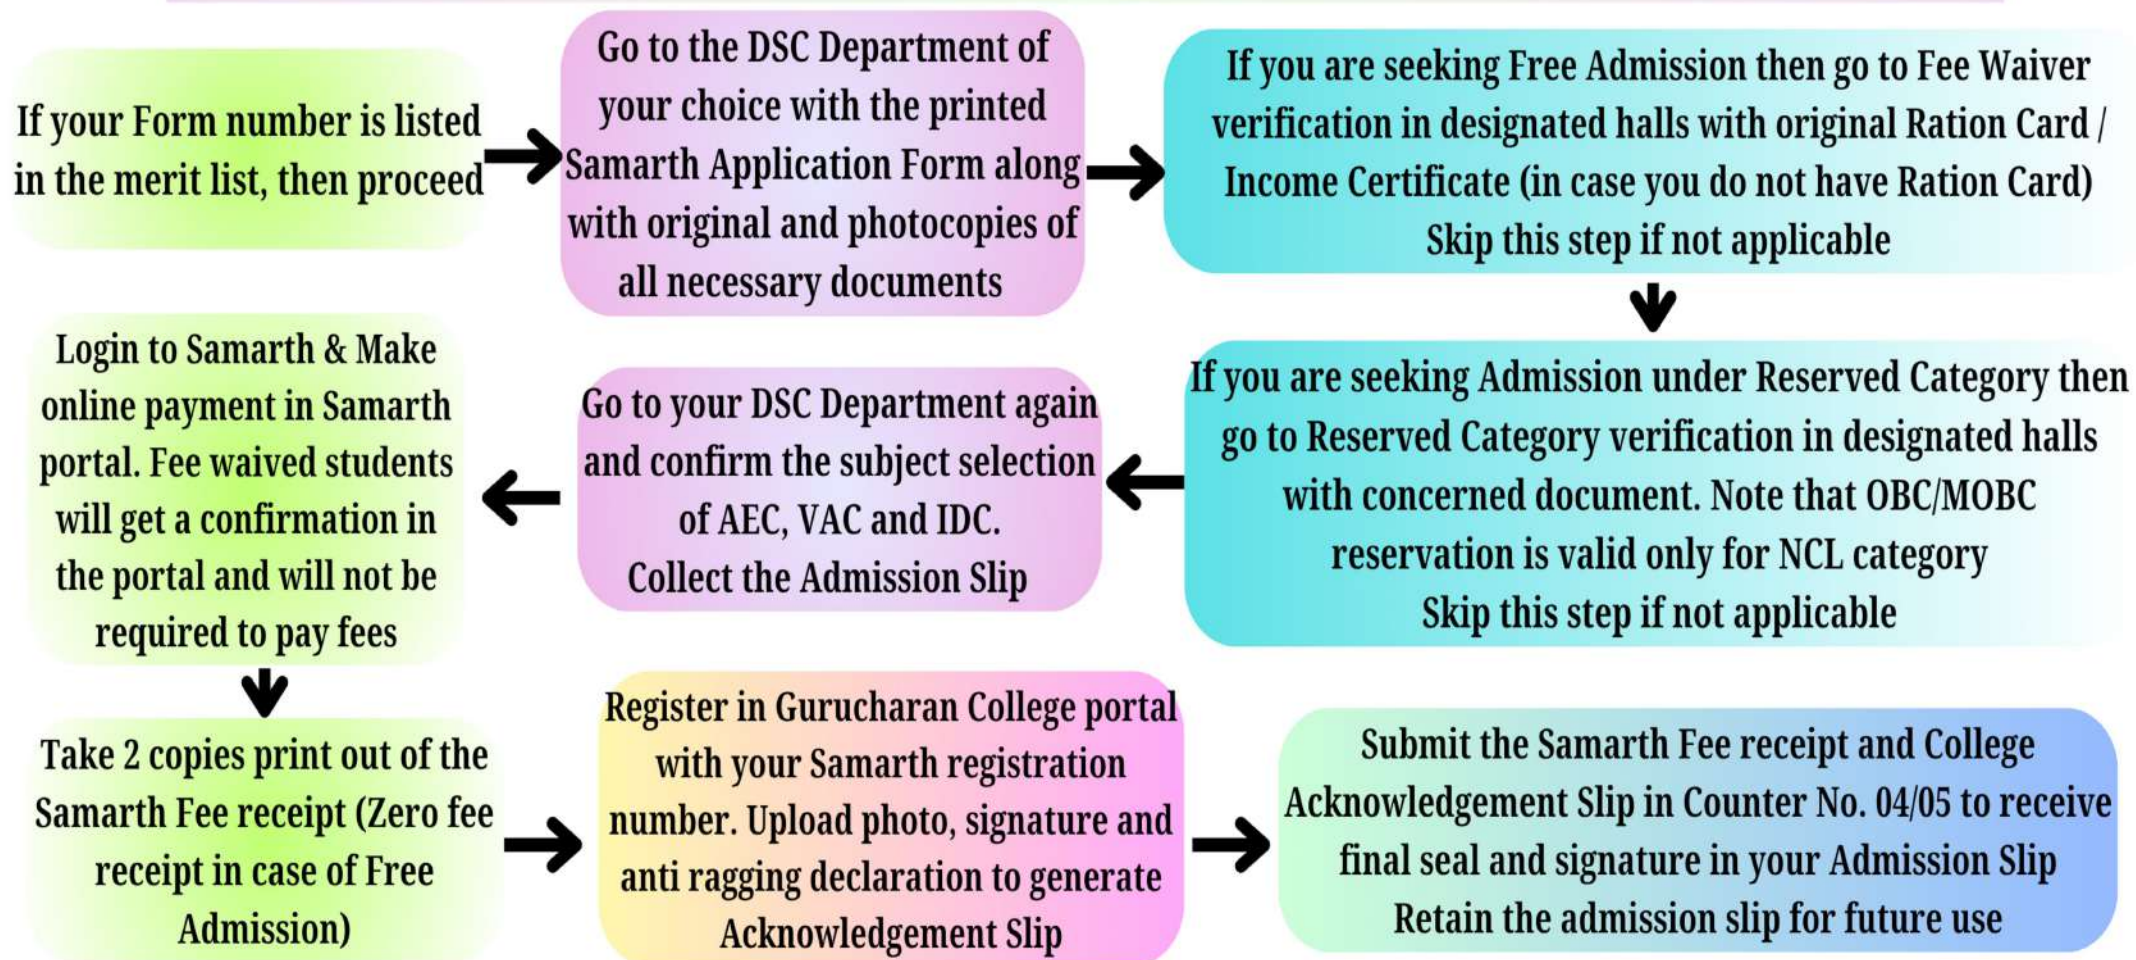 If your Form number is listed
in the merit list, then proceed
Go to the DSC Department of
your choice with the printed
Samarth Application Form along
with original and photocopies of
all necessary documents
If you are seeking Free Admission then go to Fee Waiver
verification in designated halls with original Ration Card /
Income Certificate (in case you do not have Ration Card)
Skip this step if not applicable
If you are seeking Admission under Reserved Category then
go to Reserved Category verification in designated halls
with concerned document. Note that OBC/MOBC
reservation is valid only for NCL category
Skip this step if not applicable
Go to your DSC Department again
and confirm the subject selection
of AEC, VAC and IDC.
Collect the Admission Slip
Login to Samarth & Make
online payment in Samarth
portal. Fee waived students
will get a confirmation in
the portal and will not be
required to pay fees
Take 2 copies print out of the
Samarth Fee receipt (Zero fee
receipt in case of Free
Admission)
Register in Gurucharan College portal
with your Samarth registration
number. Upload photo, signature and
anti ragging declaration to generate
Acknowledgement Slip
Submit the Samarth Fee receipt and College
Acknowledgement Slip in Counter No. 04/05 to receive
final seal and signature in your Admission Slip
Retain the admission slip for future use